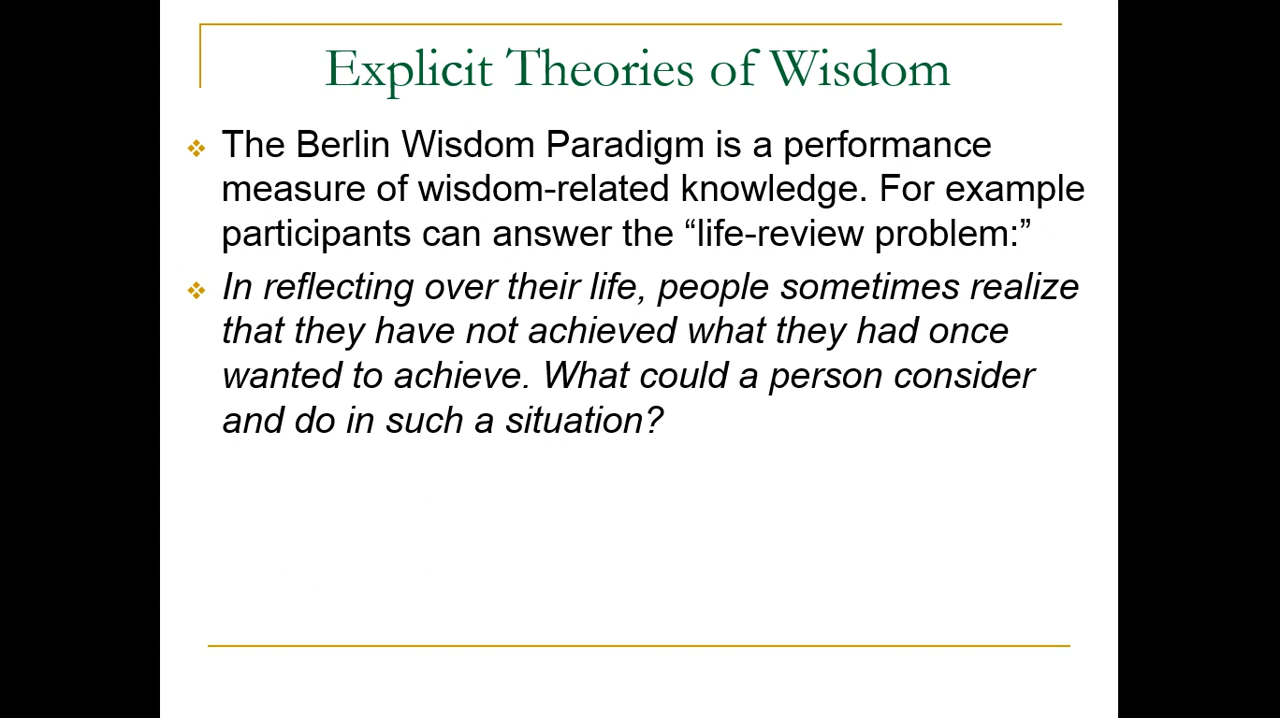 Explicit Theories of Wisdom
The Berlin Wisdom Paradigm is a performance
measure of wisdom-related knowledge. For example
participants can answer the “life-review problem:”
In reflecting over their life, people sometimes realize
that they have not achieved what they had once
wanted to achieve. What could a person consider
and do in such a situation?